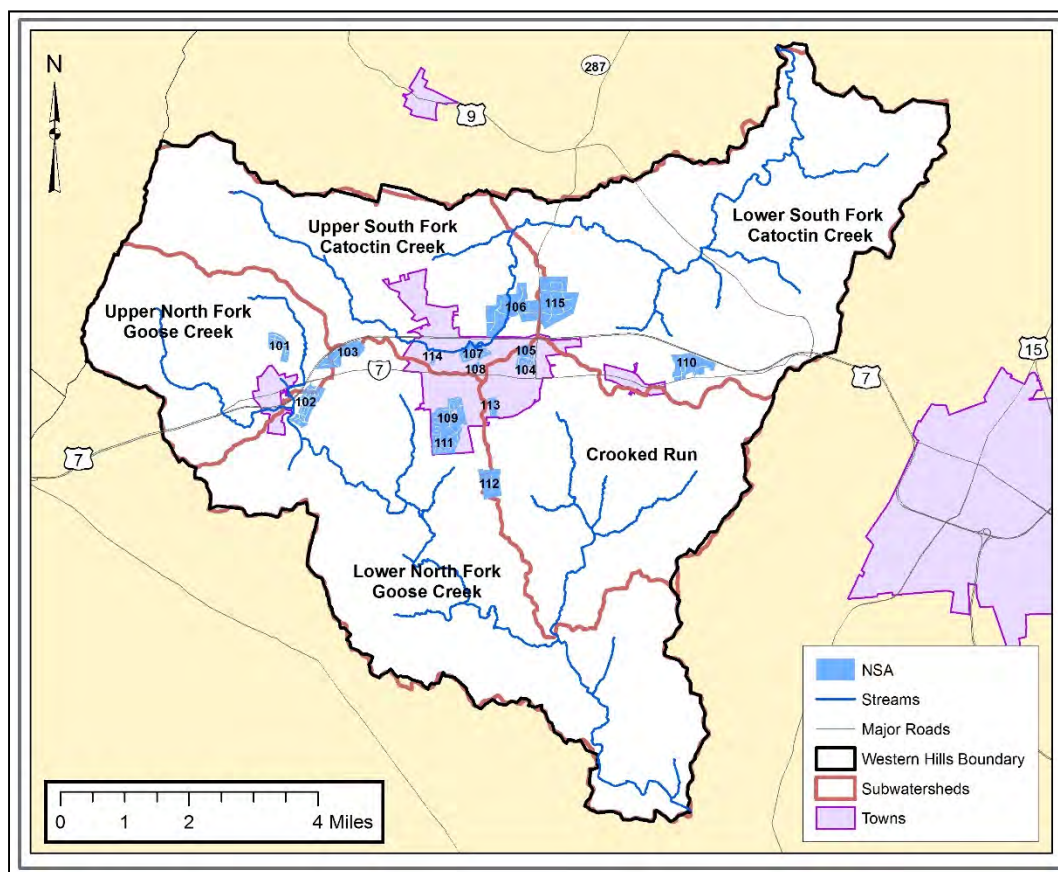 N
287
9
Upper South Fork
Catoctin Creek
Lower South Fork
Catoctin Creek
Upper North Fork
Goose Creek
106
115
101
103
114
107
105
108
104
110
7
7
15
102
113
109
111
7
Crooked Run
112
Lower North Fork
Goose Creek
NSA
Streams
Major Roads
Western Hills Boundary
Subwatersheds
Towns
0 1 2 4 Miles